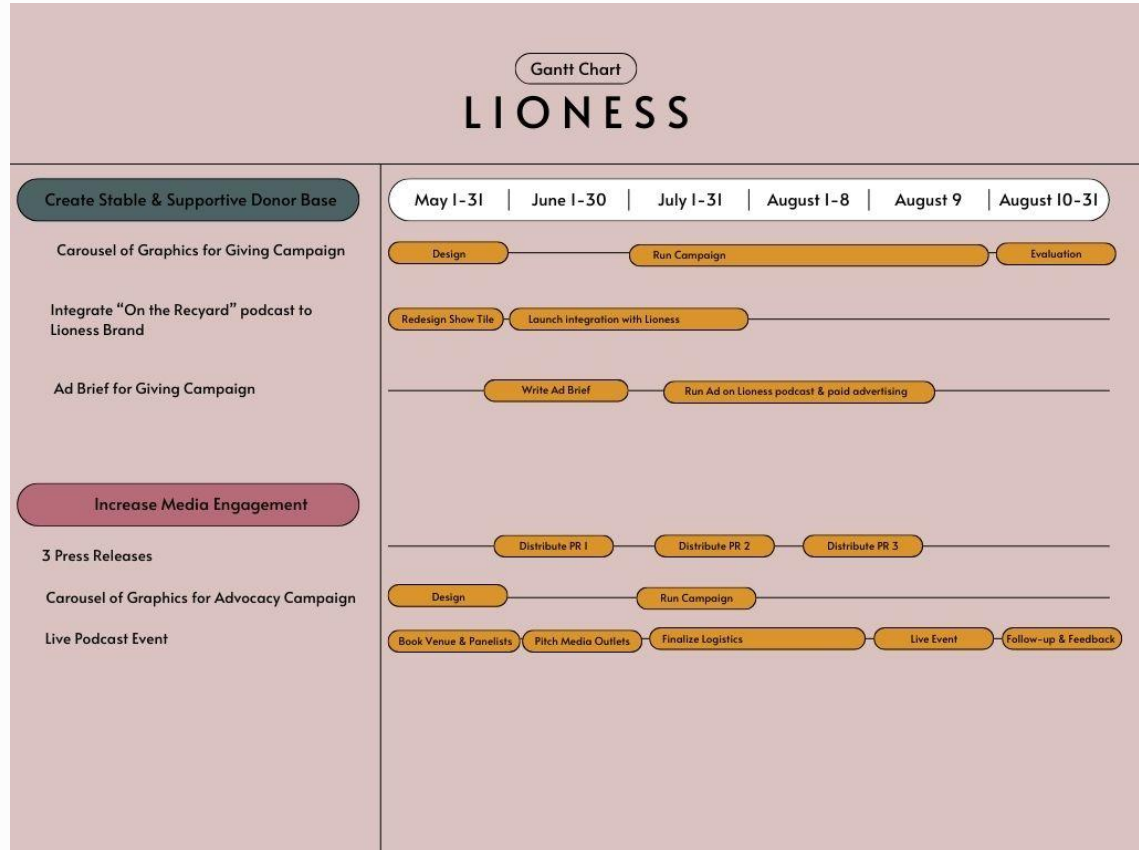 Gantt Chart
LIONESS
Create Stable & Supportive Donor Base
May 1-31 | June 1-30 | July 1-31 | August 1-8 | August 9 | August 10-31
Carousel of Graphics for Giving Campaign
Design
Run Campaign
Evaluation
Integrate “On the Recyard” podcast to
Lioness Brand
Redesign Show Tile
Launch integration with Lioness
Ad Brief for Giving Campaign
Write Ad Brief
Run Ad on Lioness podcast & paid advertising
Increase Media Engagement
3 Press Releases
Distribute PR 1
Distribute PR 2
Distribute PR 3
Carousel of Graphics for Advocacy Campaign
Design
Run Campaign
Live Podcast Event
Book Venue & Panelists
Pitch Media Outlets
Finalize Logistics
Live Event
Follow-up & Feedback